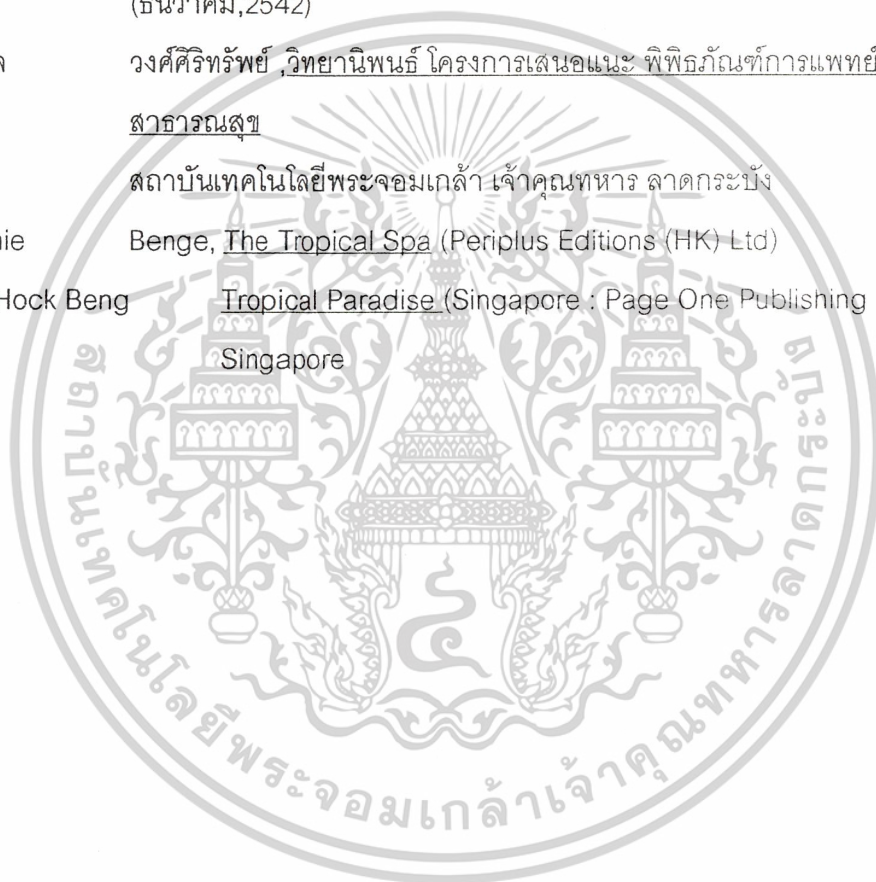 (ธันวาคม,2542)
วงศ์ศิริทรัพย์ ,วิทยานิพนธ์ โครงการเสนอแนะ พิพิธภัณฑ์การแพทย์
สาธารณสุข
สถาบันเทคโนโลยีพระจอมเกล้า เจ้าคุณทหาร ลาดกระบัง
nie Benge, The Tropical Spa (Periplus Editions (HK) Ltd)
Hock Beng Tropical Paradise (Singapore : Page One Publishing
Singapore
สถาบันเทคโนโลยีพระจอมเกล้าเจ้าคุณทหารลาดกระบัง